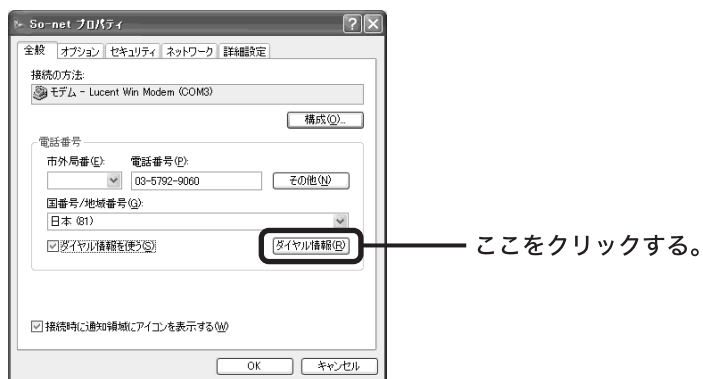 So-net プロパティ
全般 オプション セキュリティ ネットワーク 詳細設定
接続の方法:
モデム - Lucent Win Modem (COM3)
構成(O)...
電話番号
市外局番(E): 電話番号(P):
03-5792-9060 その他(N)
国番号/地域番号(G):
日本 (81)
ダイヤル情報を使う(S) ダイヤル情報(R)
ここをクリックする。
接続時に通知領域にアイコンを表示する(W)
OK キャンセル